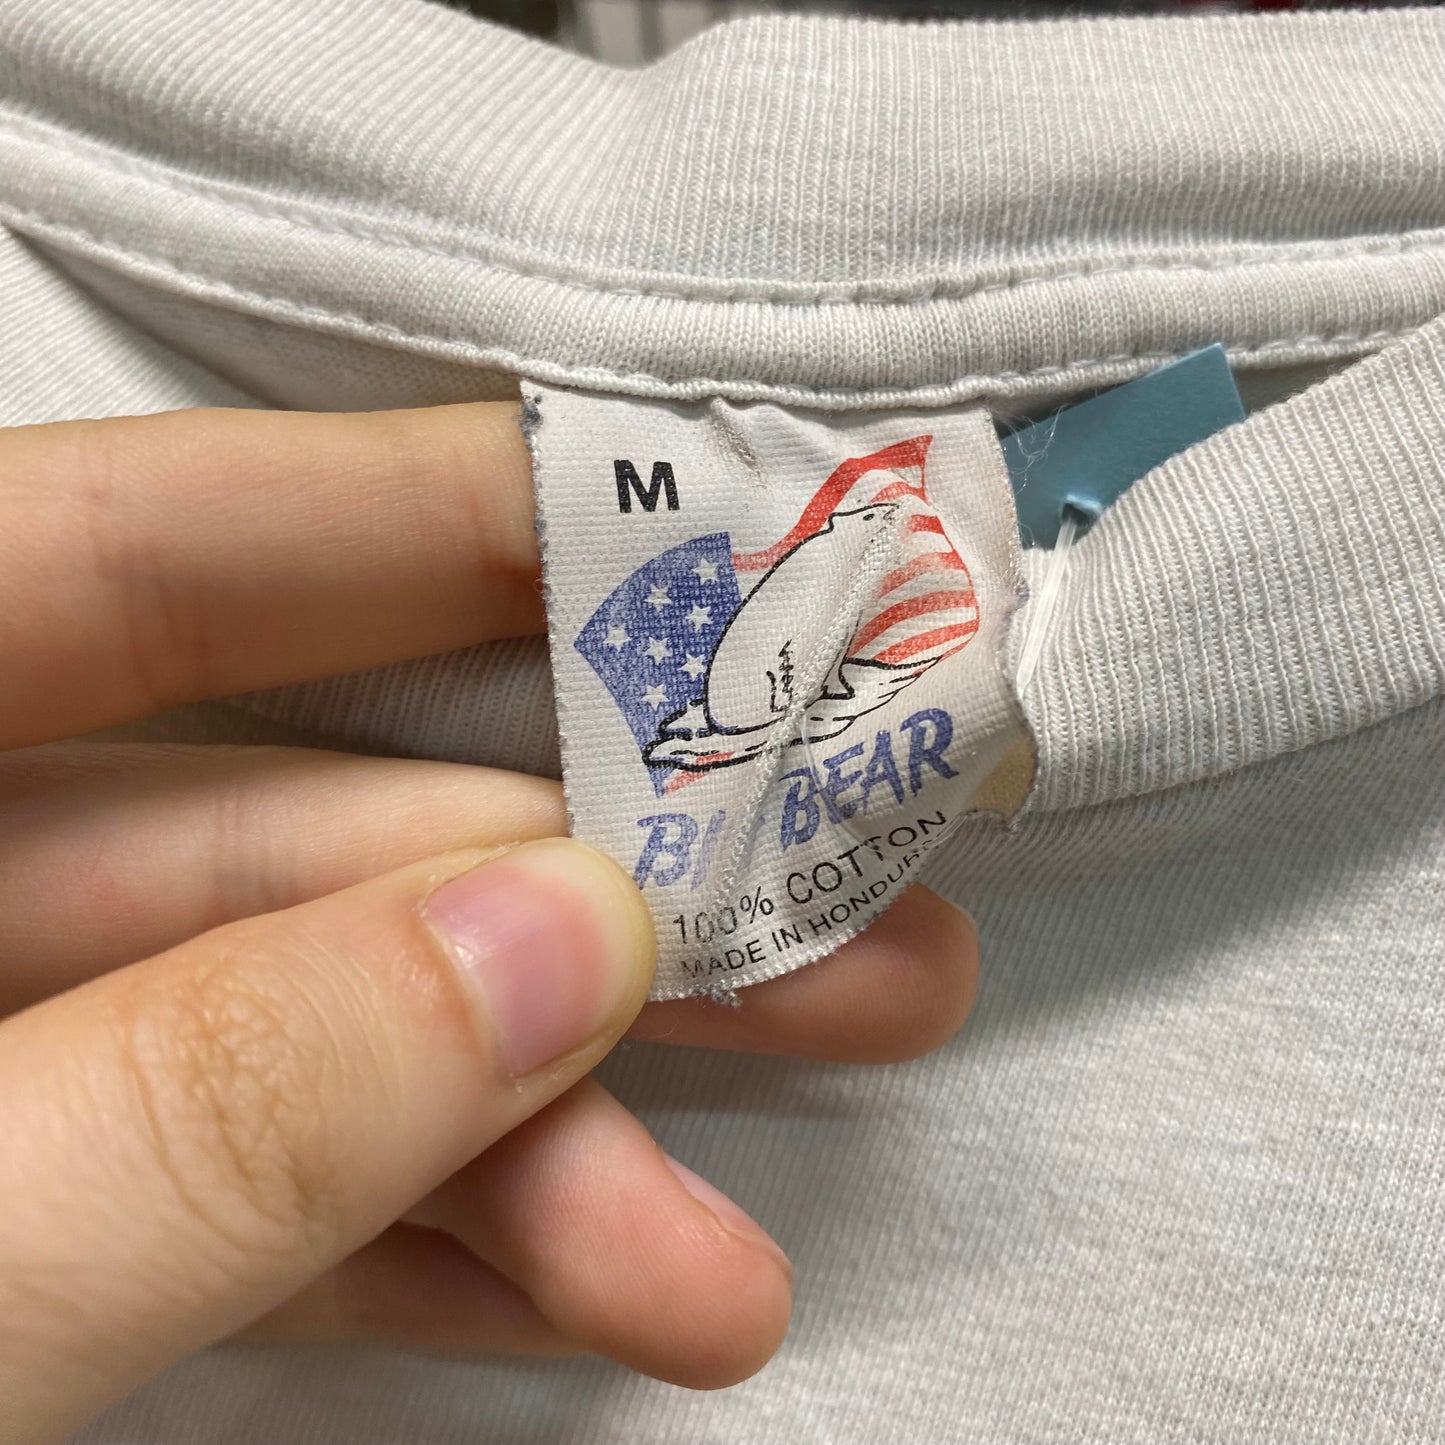 M
BIG BEAR
100% COTTON
MADE IN HONDURAS